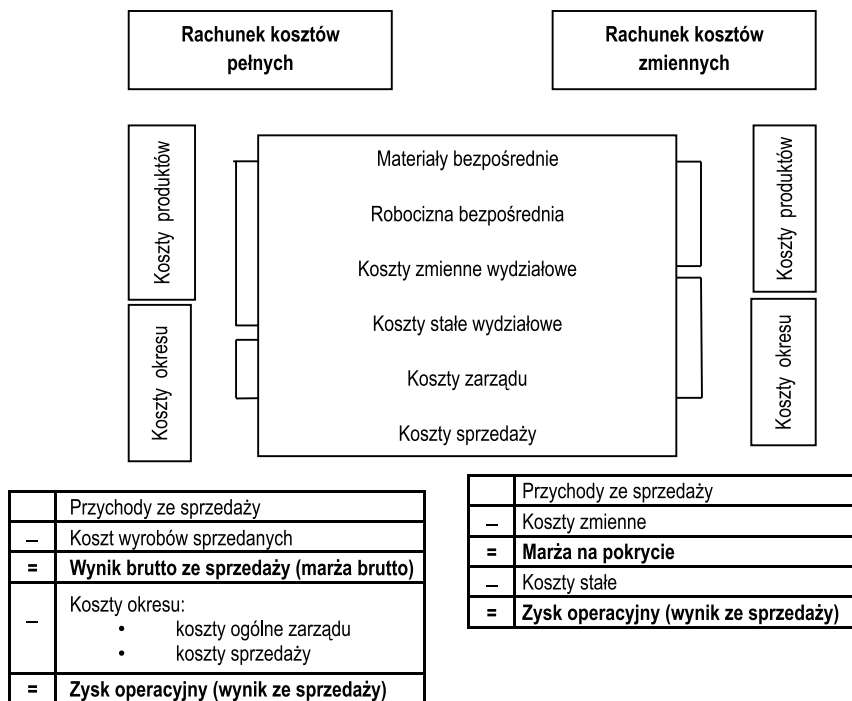 Rachunek kosztów
pełnych
Rachunek kosztów
zmiennych
Koszty produktów
Koszty okresu
Materiały bezpośrednie
Robocizna bezpośrednia
Koszty zmienne wydziałowe
Koszty stałe wydziałowe
Koszty zarządu
Koszty sprzedaży
Koszty produktów
Koszty okresu
Przychody ze sprzedaży
– Koszt wyrobów sprzedanych
= Wynik brutto ze sprzedaży (marża brutto)
– Koszty okresu:
• koszty ogólne zarządu
• koszty sprzedaży
= Zysk operacyjny (wynik ze sprzedaży)
Przychody ze sprzedaży
– Koszty zmienne
= Marża na pokrycie
– Koszty stałe
= Zysk operacyjny (wynik ze sprzedaży)